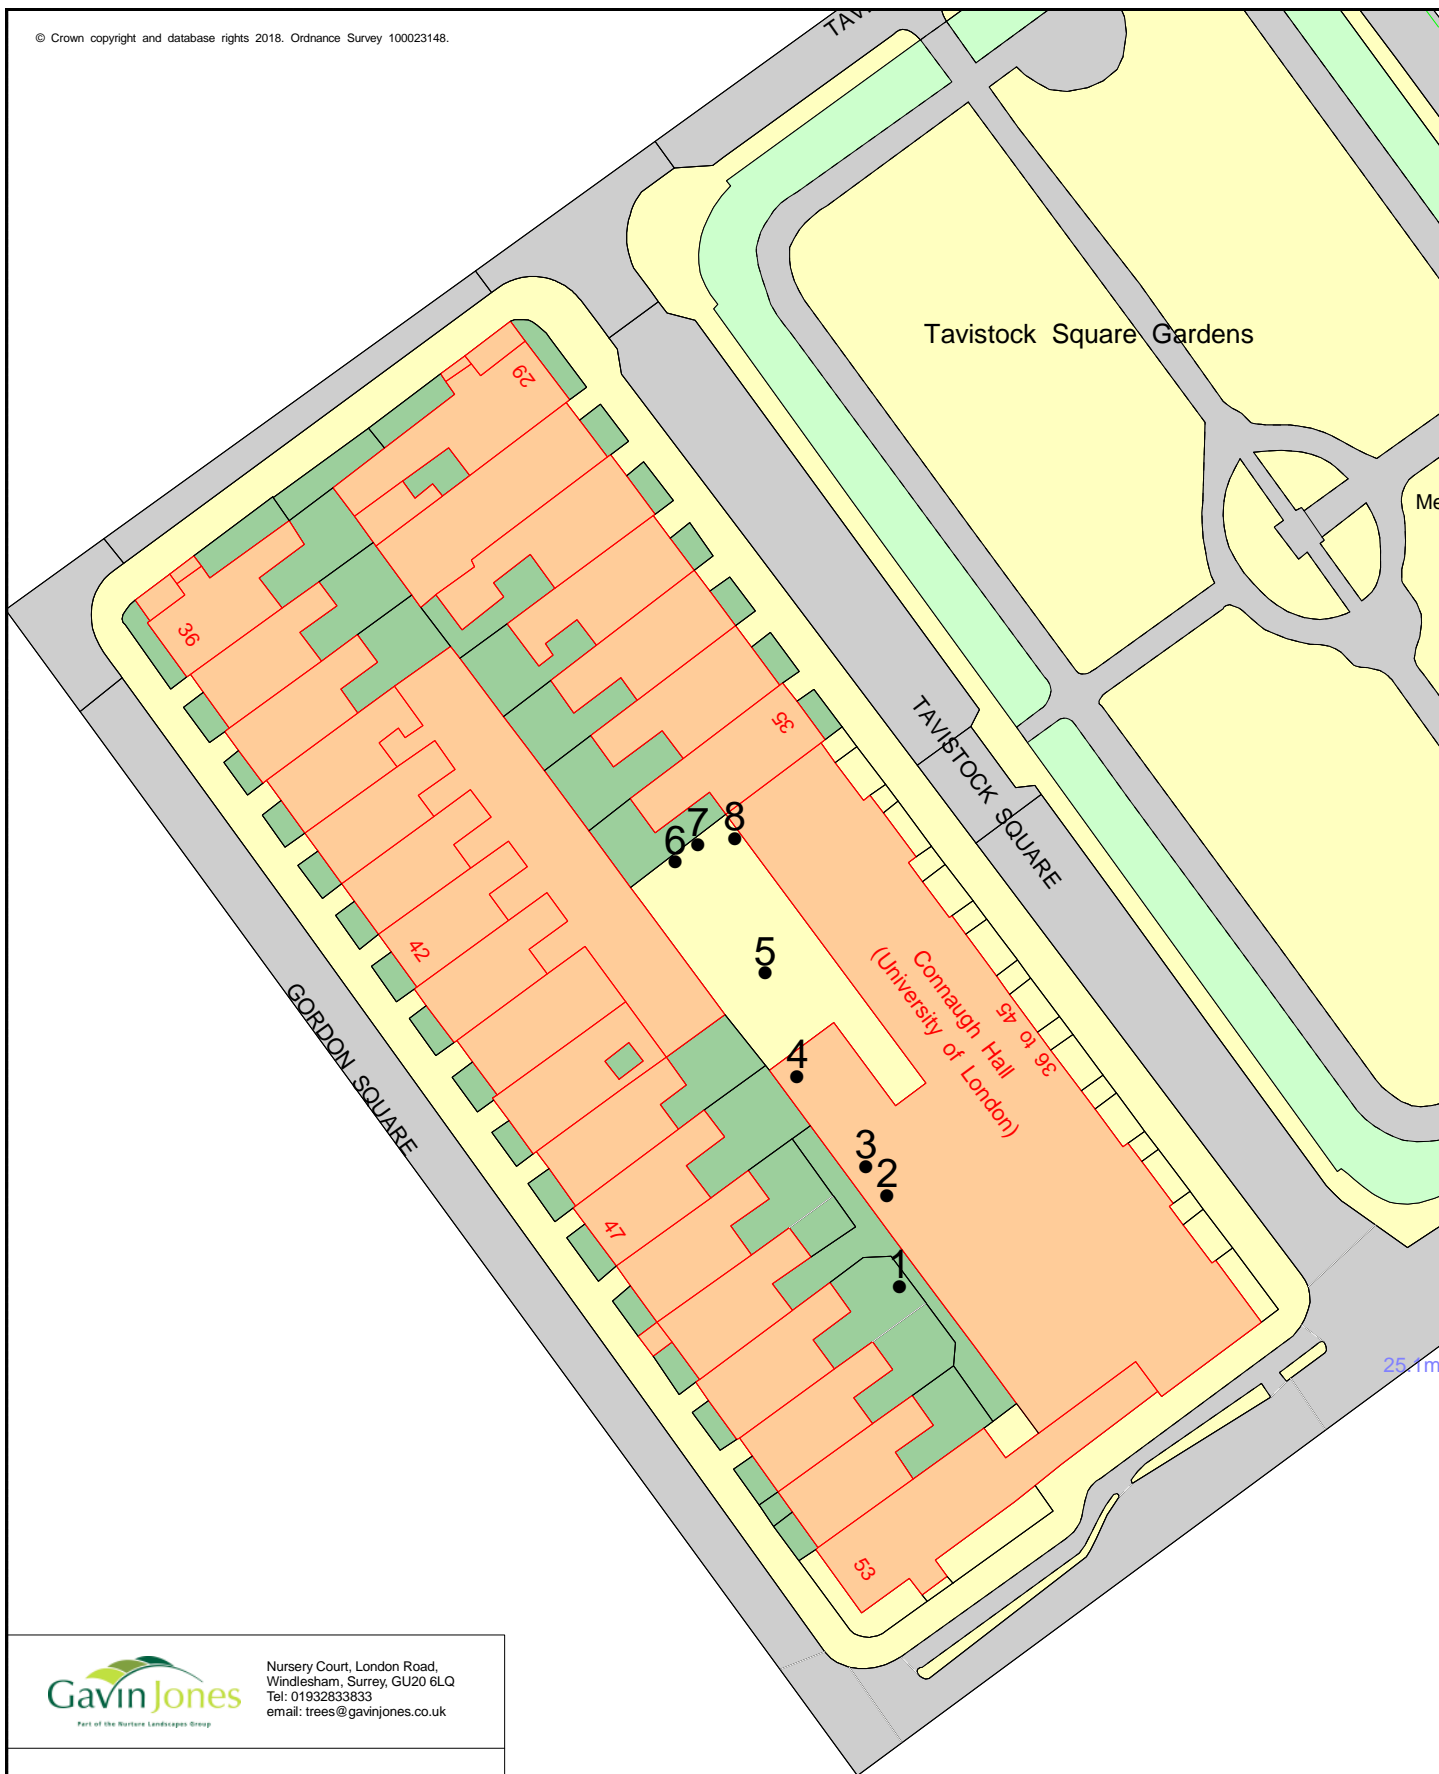 © Crown copyright and database rights 2018. Ordnance Survey 100023148.
Tavistock Square Gardens
29
36
35
TAVISTOCK SQUARE
8
7
6
5
42
Connaugh Hall
(University of London)
36 to 45
GORDON SQUARE
4
3
2
47
1
25.1m
53
Gavin Jones
Part of the Nurture Landscapes Group
Nursery Court, London Road,
Windlesham, Surrey, GU20 6LQ
Tel: 01932833833
email: trees@gavinjones.co.uk